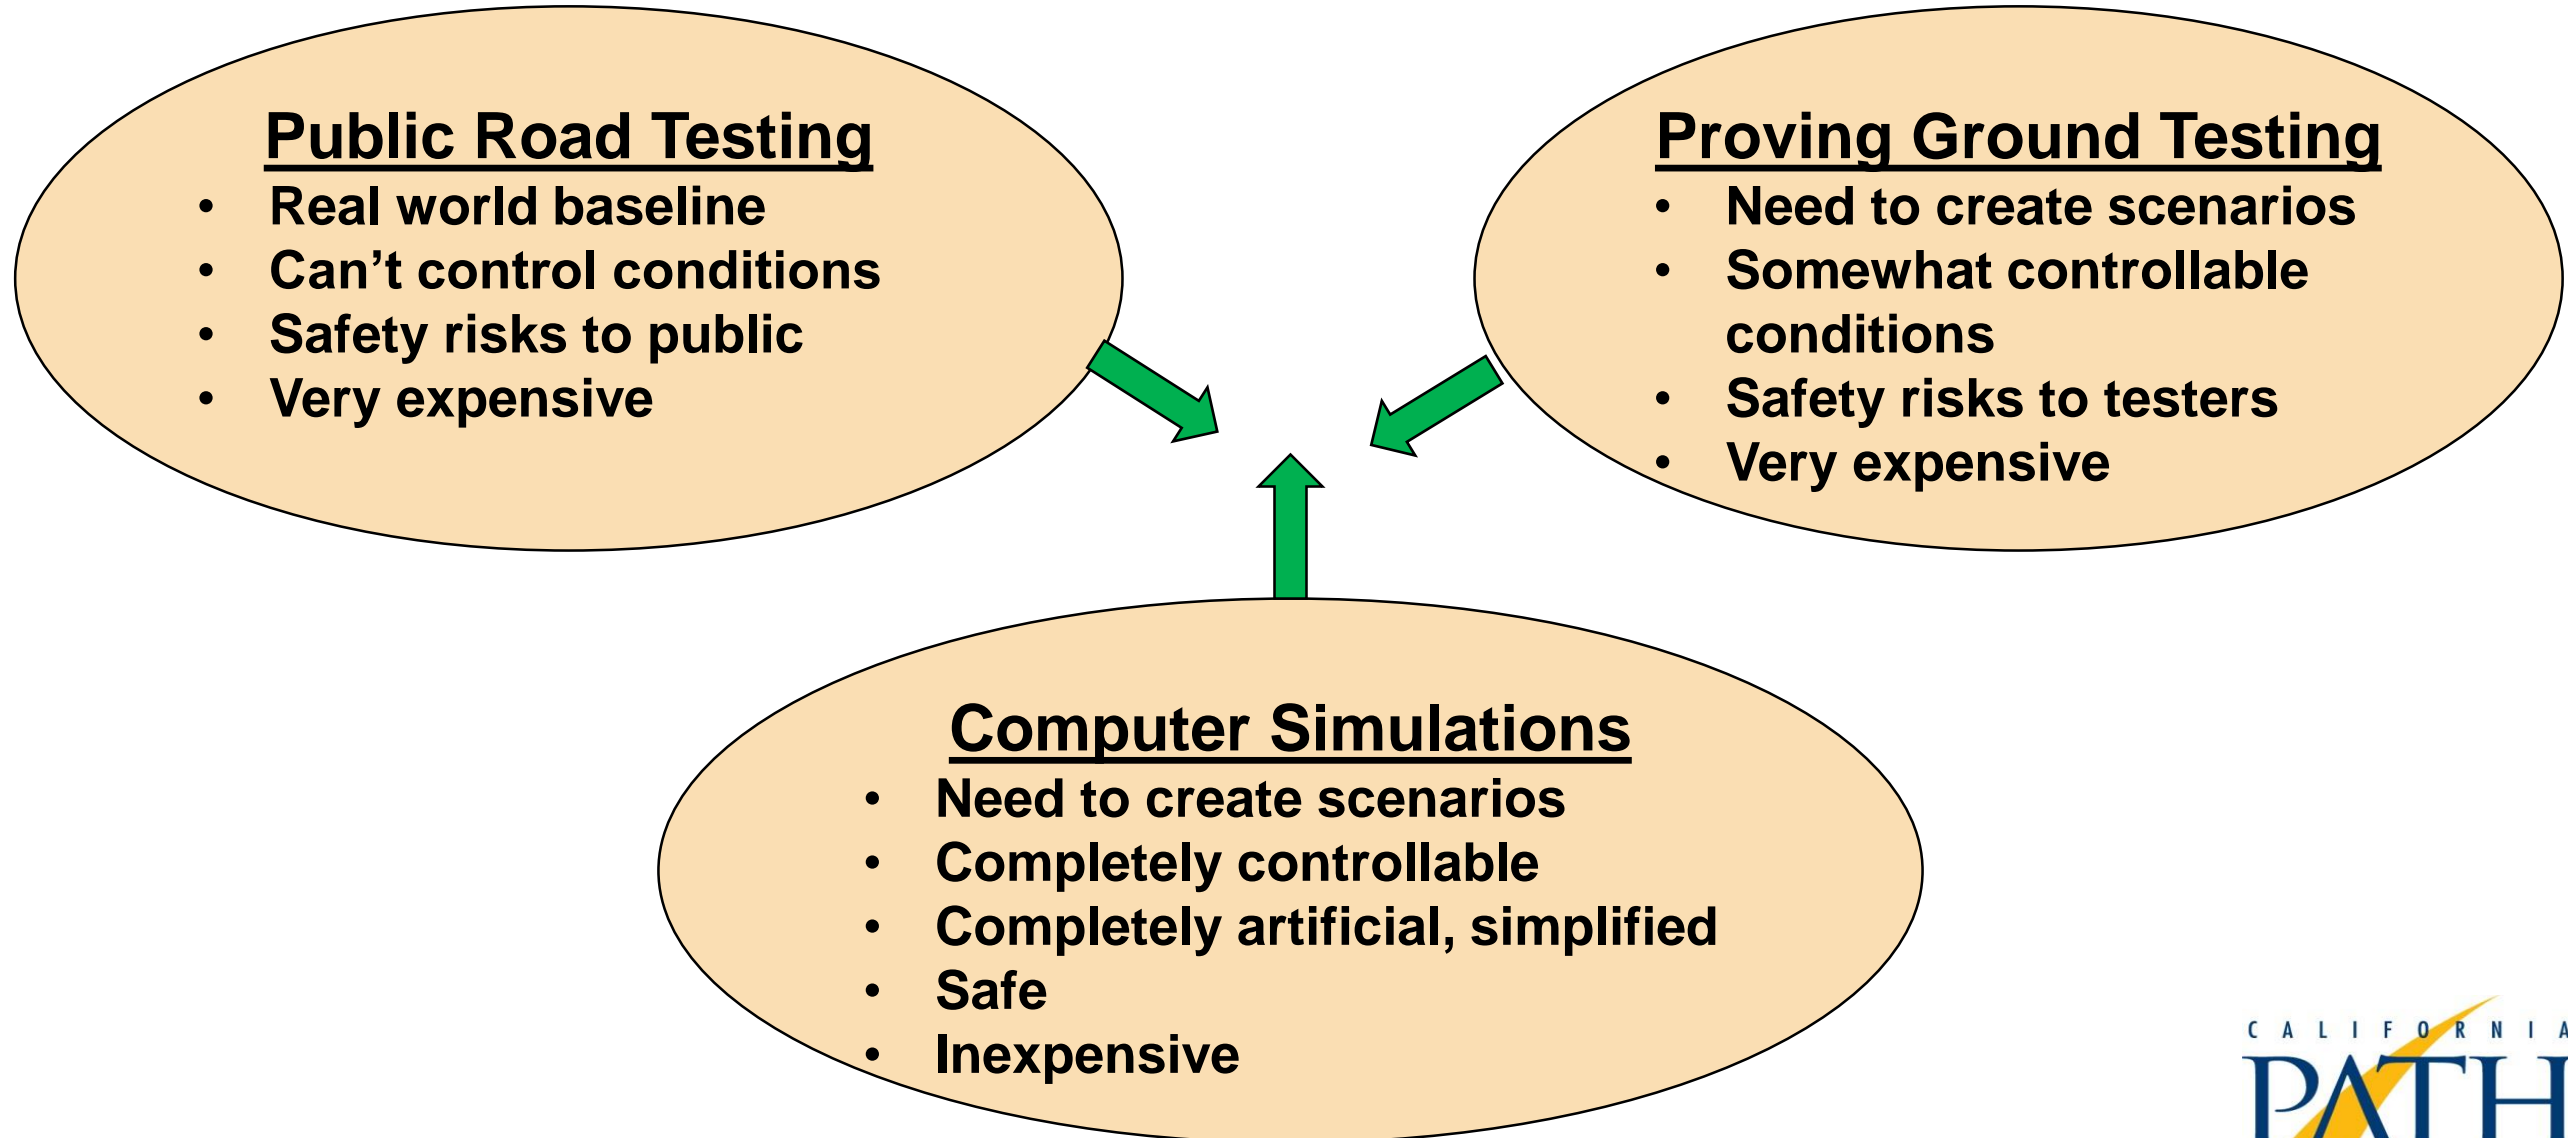 Public Road Testing
• Real world baseline
• Can’t control conditions
• Safety risks to public
• Very expensive
Proving Ground Testing
• Need to create scenarios
• Somewhat controllable
conditions
• Safety risks to testers
• Very expensive
Computer Simulations
• Need to create scenarios
• Completely controllable
• Completely artificial, simplified
• Safe
• Inexpensive
CALIFORNIA
PATH